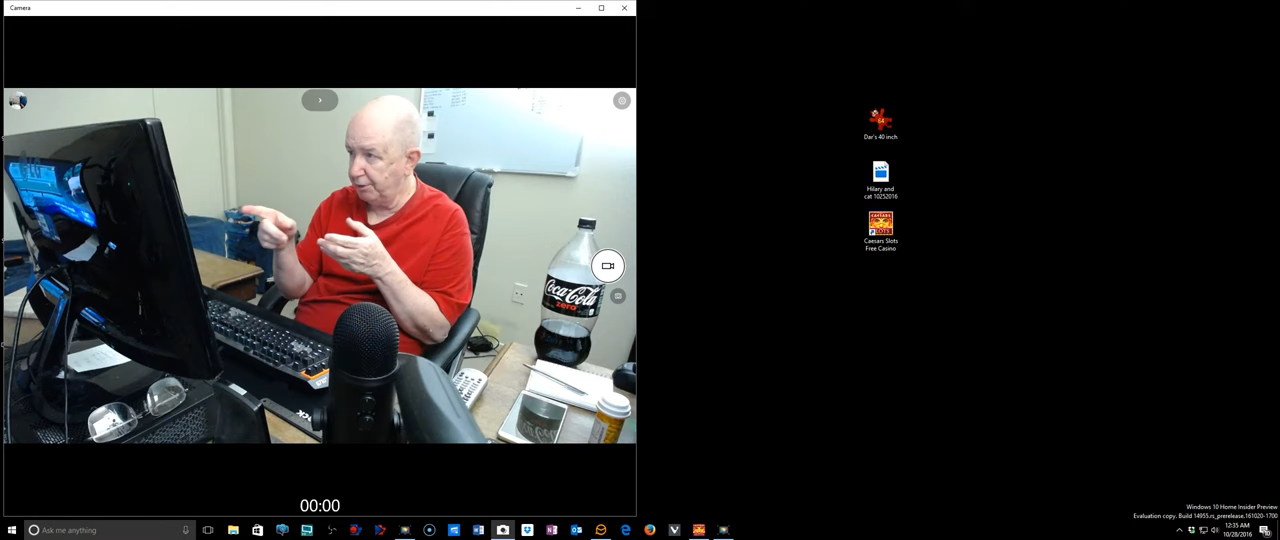 Camera
Coca-Cola
zero
00:00
Dar's 40 inch
Hilary and
cat 10252016
CAESARS
SLOTS
Caesars Slots
Free Casino
Windows 10 Home Insider Preview
Evaluation copy. Build 14955.rs_prerelease.161020-1700
Ask me anything
12:35 AM
10/28/2016